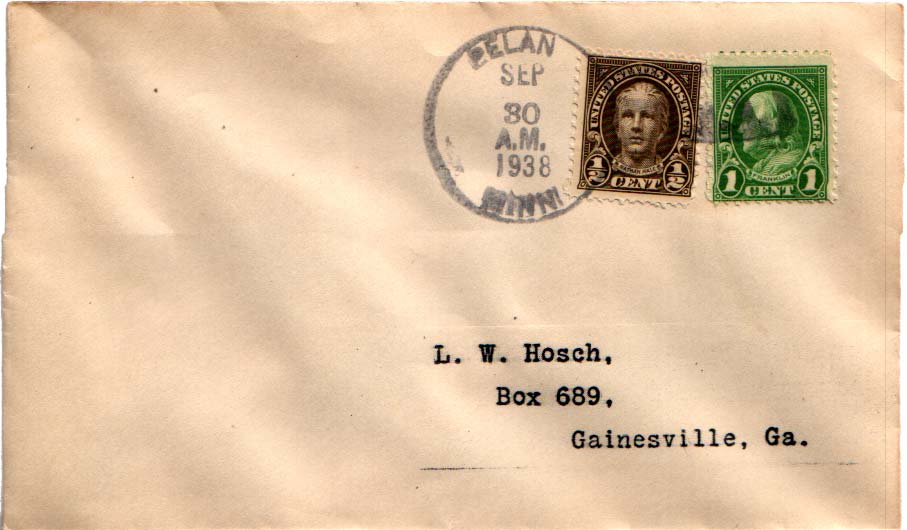 PELAN
SEP
30
A.M.
1938
MINN
UNITED STATES POSTAGE
NATHAN HALE
1/2 CENT 1/2
UNITED STATES POSTAGE
FRANKLIN
1 CENT 1
L. W. Hosch,
Box 689,
Gainesville, Ga.